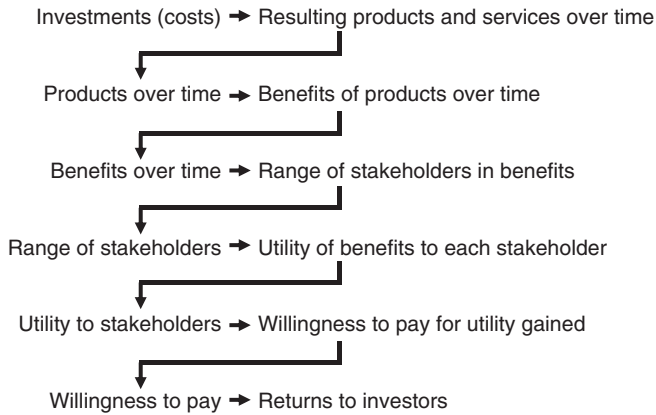 Investments (costs) → Resulting products and services over time
Products over time → Benefits of products over time
Benefits over time → Range of stakeholders in benefits
Range of stakeholders → Utility of benefits to each stakeholder
Utility to stakeholders → Willingness to pay for utility gained
Willingness to pay → Returns to investors